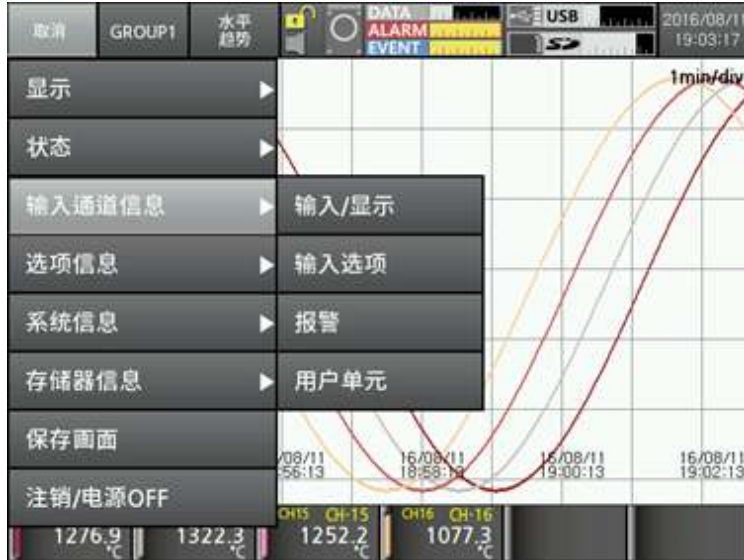 取消
GROUP1
水平
趋势
DATA
ALARM
EVENT
USB
2016/08/11
19:03:17
1min/div
显示
状态
输入通道信息
输入/显示
选项信息
输入选项
系统信息
报警
存储器信息
用户单元
保存画面
注销/电源OFF
/08/11
:56:13
16/08/11
18:58:13
16/08/11
19:00:13
16/08/11
19:02:13
1276.9
℃
1322.3
℃
CH15 CH-15
1252.2
℃
CH16 CH-16
1077.3
℃